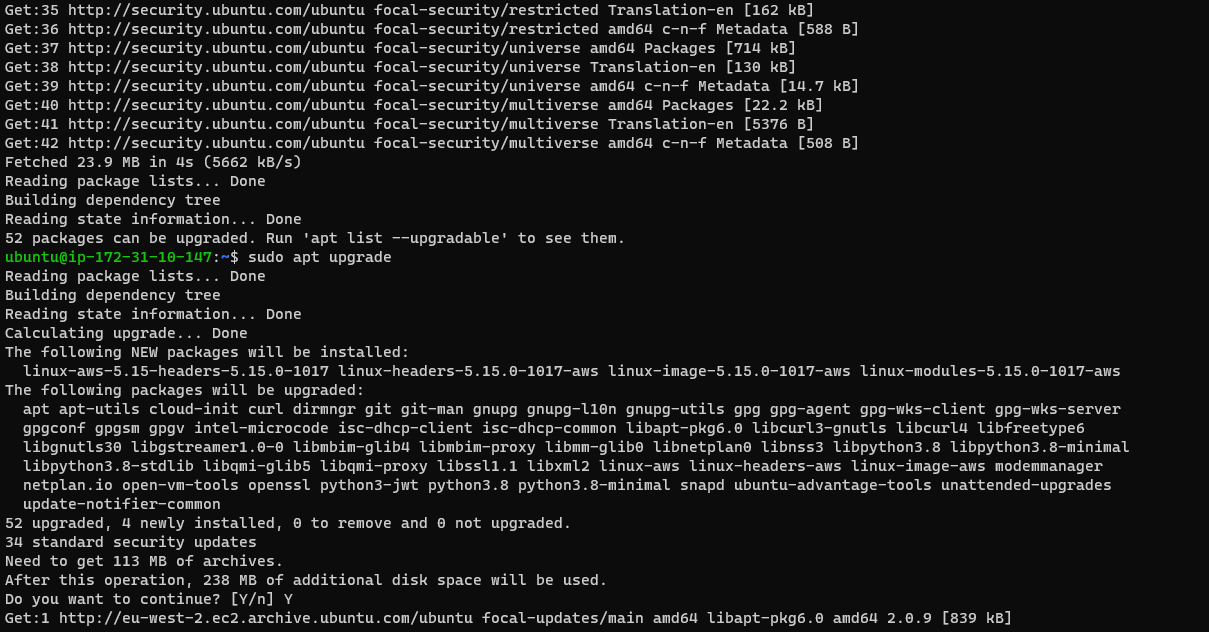 Get:35 http://security.ubuntu.com/ubuntu focal-security/restricted Translation-en [162 kB]
Get:36 http://security.ubuntu.com/ubuntu focal-security/restricted amd64 c-n-f Metadata [588 B]
Get:37 http://security.ubuntu.com/ubuntu focal-security/universe amd64 Packages [714 kB]
Get:38 http://security.ubuntu.com/ubuntu focal-security/universe Translation-en [130 kB]
Get:39 http://security.ubuntu.com/ubuntu focal-security/universe amd64 c-n-f Metadata [14.7 kB]
Get:40 http://security.ubuntu.com/ubuntu focal-security/multiverse amd64 Packages [22.2 kB]
Get:41 http://security.ubuntu.com/ubuntu focal-security/multiverse Translation-en [5376 B]
Get:42 http://security.ubuntu.com/ubuntu focal-security/multiverse amd64 c-n-f Metadata [508 B]
Fetched 23.9 MB in 4s (5662 kB/s)
Reading package lists... Done
Building dependency tree
Reading state information... Done
52 packages can be upgraded. Run 'apt list --upgradable' to see them.
ubuntu@ip-172-31-10-147:~$ sudo apt upgrade
Reading package lists... Done
Building dependency tree
Reading state information... Done
Calculating upgrade... Done
The following NEW packages will be installed:
  linux-aws-5.15-headers-5.15.0-1017 linux-headers-5.15.0-1017-aws linux-image-5.15.0-1017-aws linux-modules-5.15.0-1017-aws
The following packages will be upgraded:
  apt apt-utils cloud-init curl dirmngr git git-man gnupg gnupg-l10n gnupg-utils gpg gpg-agent gpg-wks-client gpg-wks-server
  gpgconf gpgsm gpgv intel-microcode isc-dhcp-client isc-dhcp-common libapt-pkg6.0 libcurl3-gnutls libcurl4 libfreetype6
  libgnutls30 libgstreamer1.0-0 libmbim-glib4 libmbim-proxy libmm-glib0 libnetplan0 libnss3 libpython3.8 libpython3.8-minimal
  libpython3.8-stdlib libqmi-glib5 libqmi-proxy libssl1.1 libxml2 linux-aws linux-headers-aws linux-image-aws modemmanager
  netplan.io open-vm-tools openssl python3-jwt python3.8 python3.8-minimal snapd ubuntu-advantage-tools unattended-upgrades
  update-notifier-common
52 upgraded, 4 newly installed, 0 to remove and 0 not upgraded.
34 standard security updates
Need to get 113 MB of archives.
After this operation, 238 MB of additional disk space will be used.
Do you want to continue? [Y/n] Y
Get:1 http://eu-west-2.ec2.archive.ubuntu.com/ubuntu focal-updates/main amd64 libapt-pkg6.0 amd64 2.0.9 [839 kB]